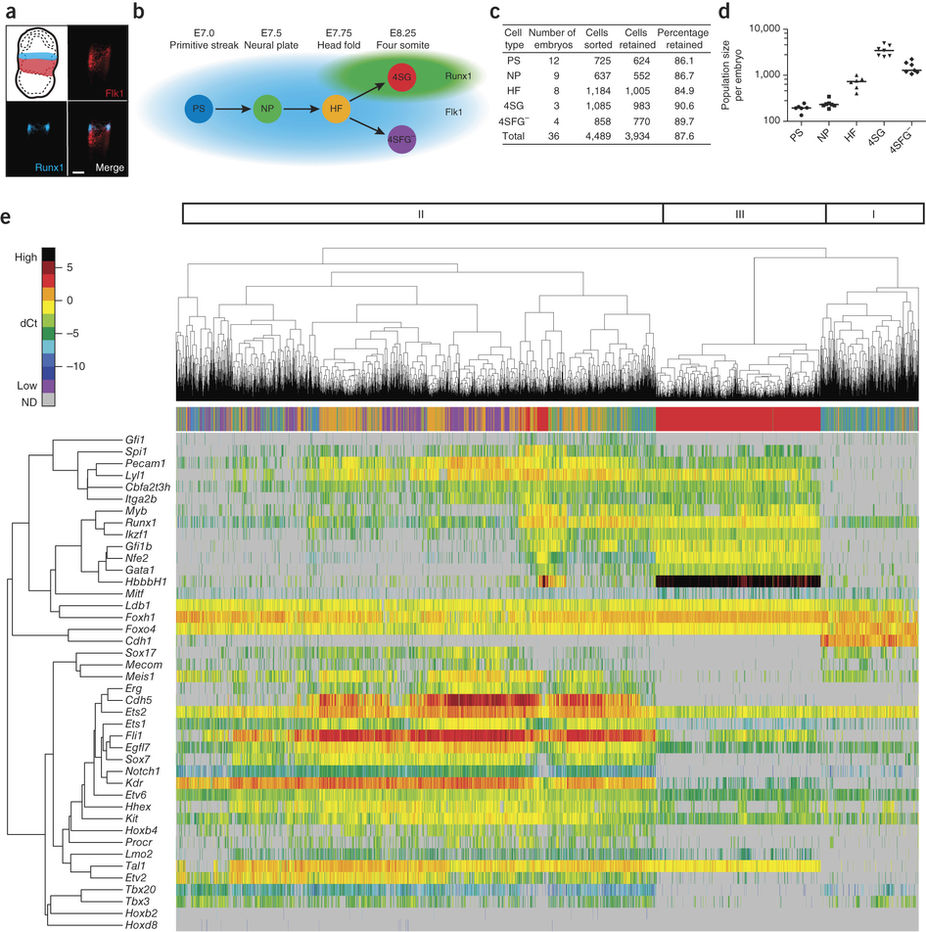 a
Flk1
Runx1
Merge
b
E7.0 E7.5 E7.75 E8.25
Primitive streak Neural plate Head fold Four somite
PS
NP
HF
4SG
4SFG−
Runx1
Flk1
c
Cell type Number of embryos Cells sorted Cells retained Percentage retained
PS 12 725 624 86.1
NP 9 637 552 86.7
HF 8 1,184 1,005 84.9
4SG 3 1,085 983 90.6
4SFG− 4 858 770 89.7
Total 36 4,489 3,934 87.6
d
Population size per embryo
10,000
1,000
100
PS
NP
HF
4SG
4SFG−
e
II III I
High
5
0
dCt
−5
−10
Low
ND
Gfi1
Spi1
Pecam1
Lyl1
Cbfa2t3h
Itga2b
Myb
Runx1
Ikzf1
Gfi1b
Nfe2
Gata1
HbbbH1
Mitf
Ldb1
Foxh1
Foxo4
Cdh1
Sox17
Mecom
Meis1
Erg
Cdh5
Ets2
Ets1
Fli1
Egfl7
Sox7
Notch1
Kdr
Etv6
Hhex
Kit
Hoxb4
Procr
Lmo2
Tal1
Etv2
Tbx20
Tbx3
Hoxb2
Hoxd8